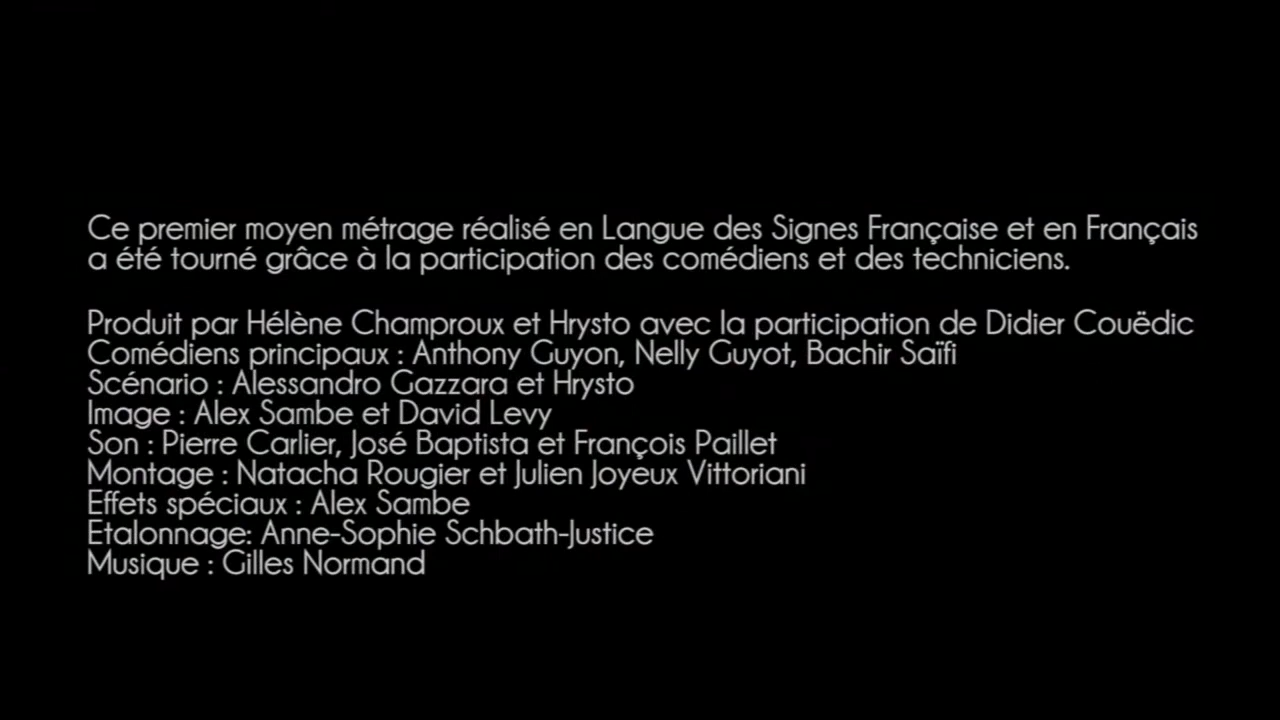 Ce premier moyen métrage réalisé en Langue des Signes Française et en Français
a été tourné grâce à la participation des comédiens et des techniciens.
Produit par Hélène Champroux et Hrysto avec la participation de Didier Couëdic
Comédiens principaux : Anthony Guyon, Nelly Guyot, Bachir Saïfi
Scénario : Alessandro Gazzara et Hrysto
Image : Alex Sambe et David Levy
Son : Pierre Carlier, José Baptista et François Paillet
Montage : Natacha Rougier et Julien Joyeux Vittoriani
Effets spéciaux : Alex Sambe
Etalonnage: Anne-Sophie Schbath-Justice
Musique : Gilles Normand